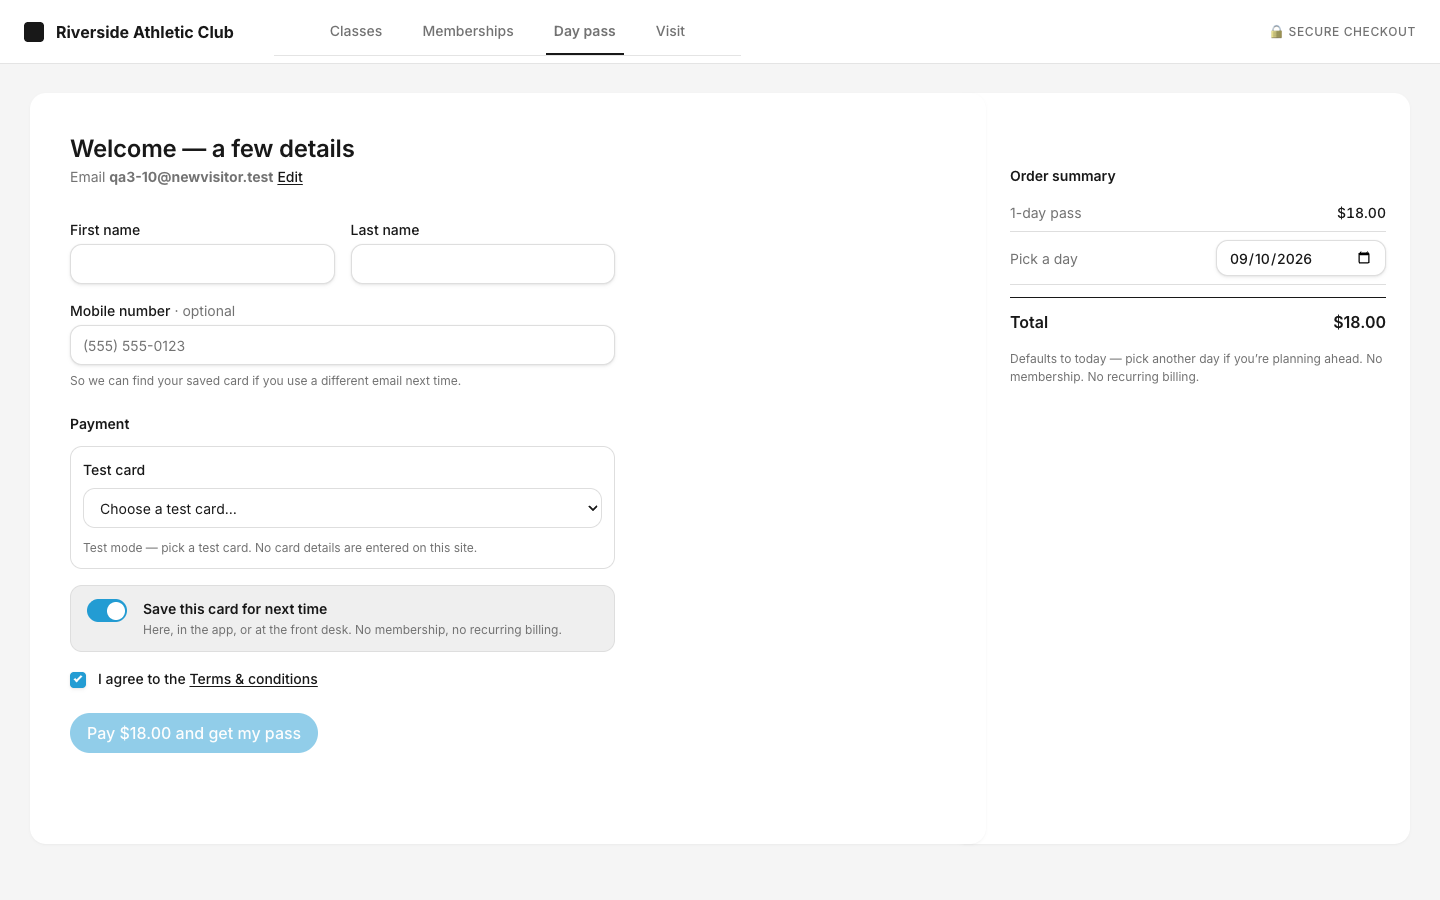 Riverside Athletic Club
Classes
Memberships
Day pass
Visit
SECURE CHECKOUT
Welcome — a few details
Email qa3-10@newvisitor.test Edit
First name
Last name
Mobile number · optional
(555) 555-0123
So we can find your saved card if you use a different email next time.
Payment
Test card
Choose a test card...
Test mode — pick a test card. No card details are entered on this site.
Save this card for next time
Here, in the app, or at the front desk. No membership, no recurring billing.
I agree to the Terms & conditions
Pay $18.00 and get my pass
Order summary
1-day pass $18.00
Pick a day 09/10/2026
Total $18.00
Defaults to today — pick another day if you're planning ahead. No
membership. No recurring billing.